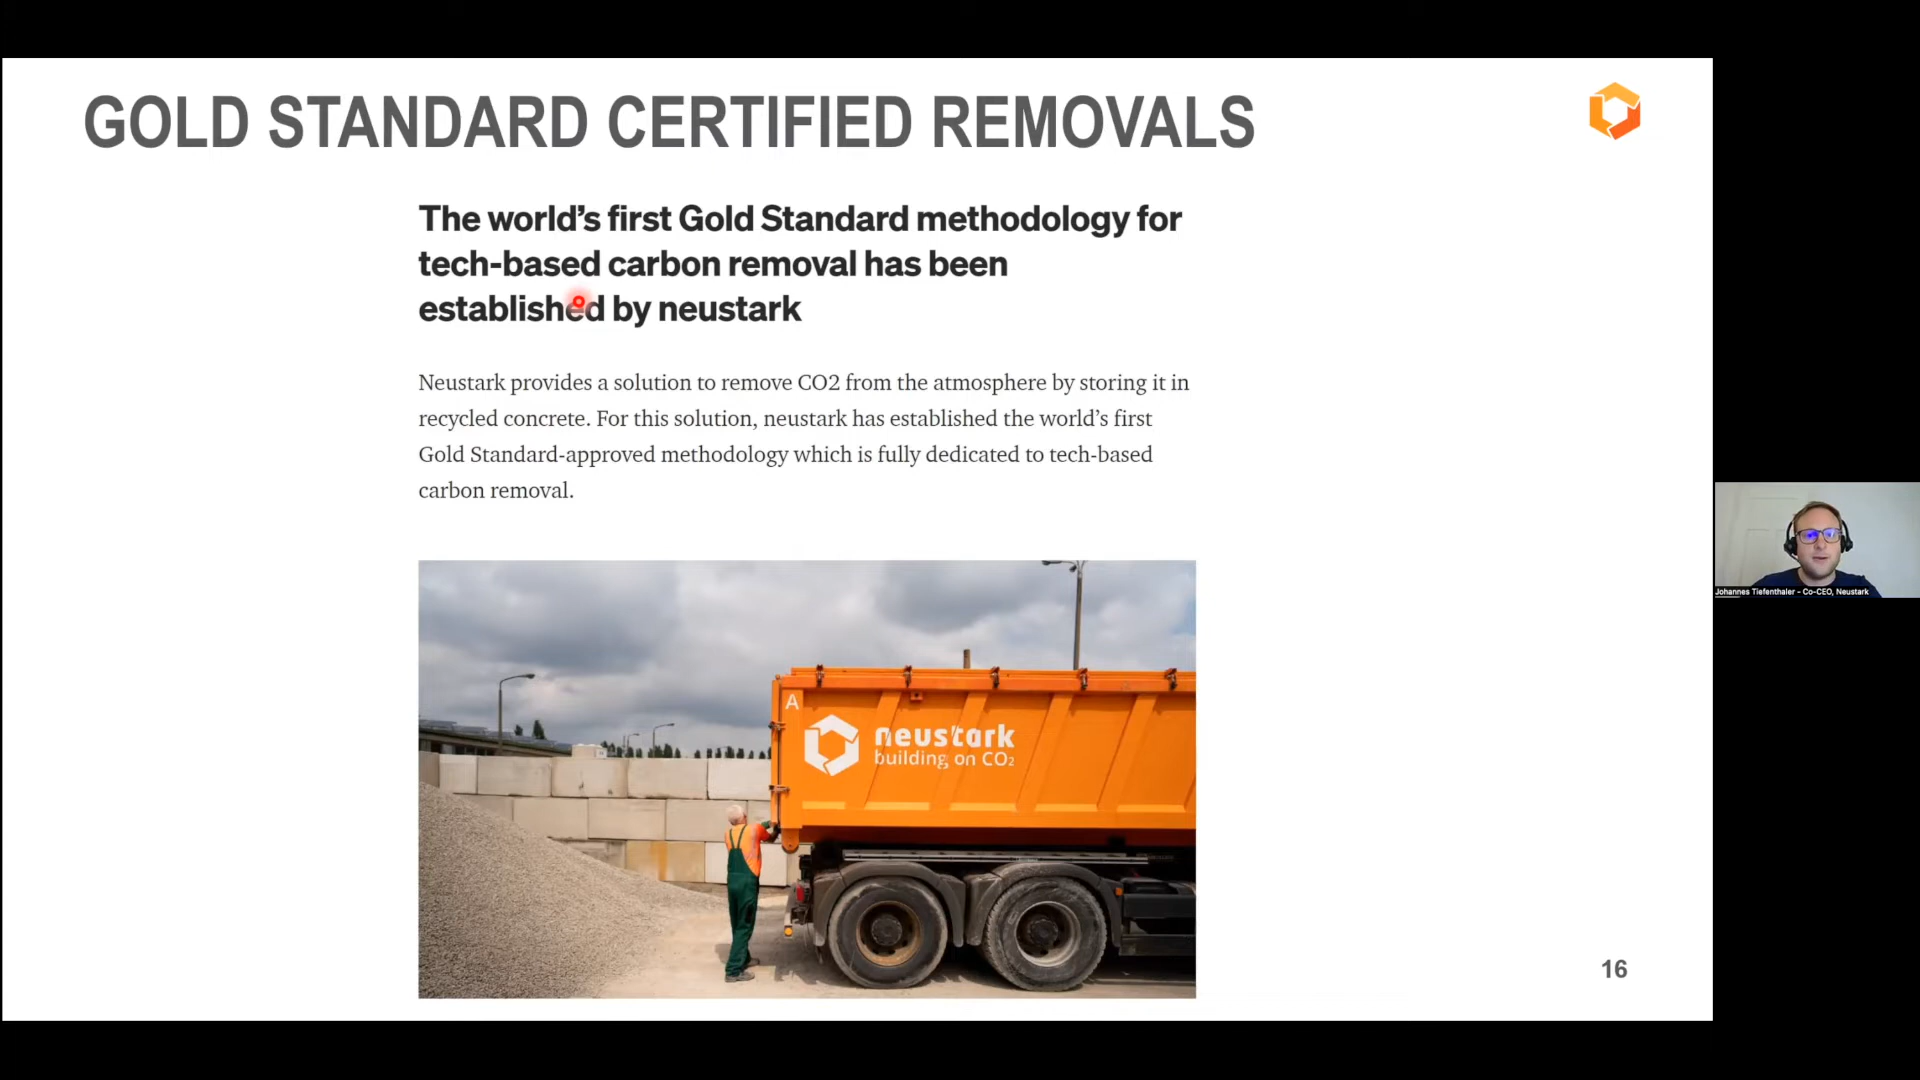 GOLD STANDARD CERTIFIED REMOVALS
The world’s first Gold Standard methodology for
tech-based carbon removal has been
established by neustark
Neustark provides a solution to remove CO2 from the atmosphere by storing it in
recycled concrete. For this solution, neustark has established the world’s first
Gold Standard-approved methodology which is fully dedicated to tech-based
carbon removal.
A
neustark
building on CO₂
16
Johannes Tiefenthaler - Co-CEO, Neustark